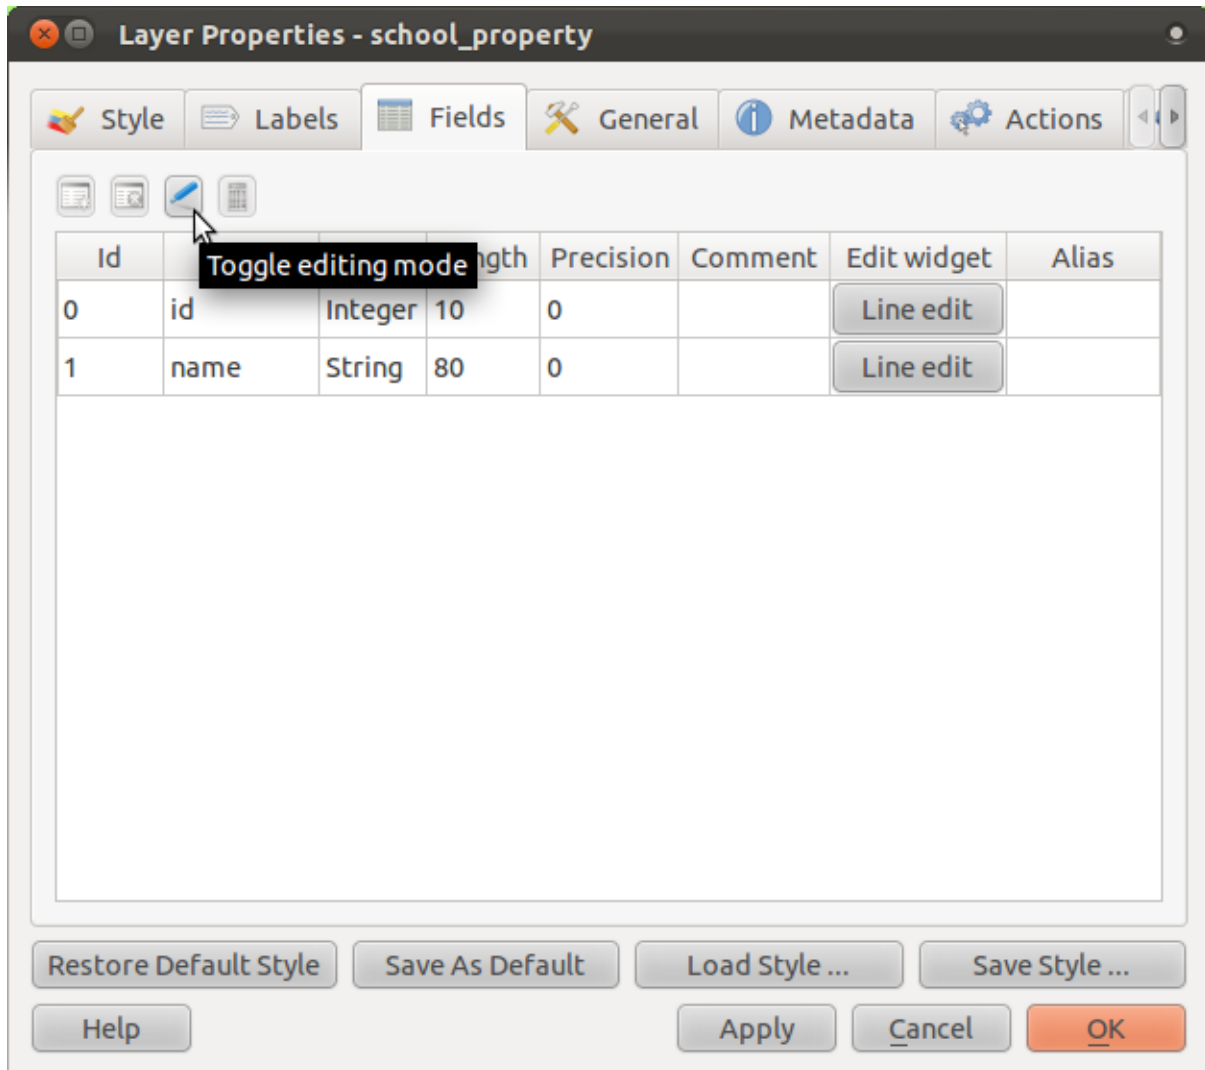 Layer Properties - school_property
Style Labels Fields General Metadata Actions
Id Precision Comment Edit widget Alias
Toggle editing mode
0 id Integer 10 0 Line edit
1 name String 80 0 Line edit
Restore Default Style Save As Default Load Style ... Save Style ...
Help Apply Cancel OK